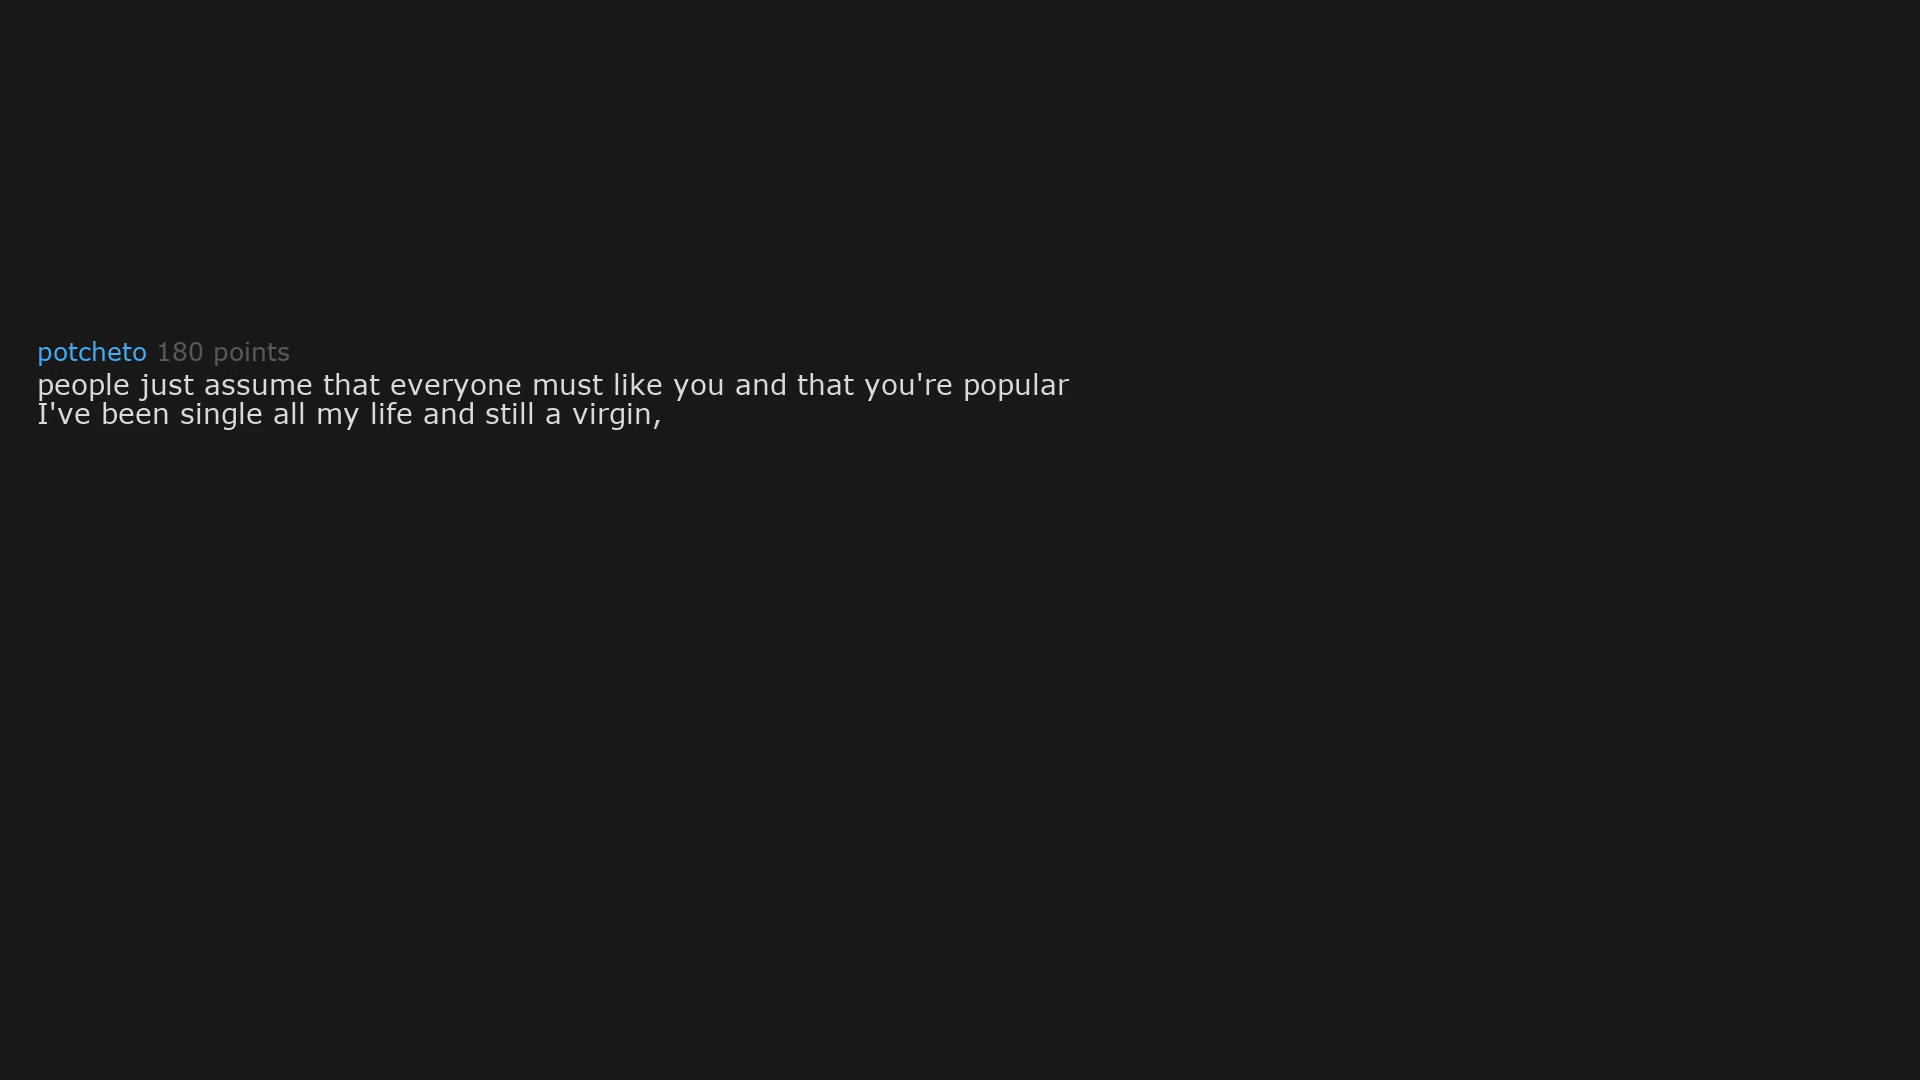 potcheto 180 points
people just assume that everyone must like you and that you're popular
I've been single all my life and still a virgin,